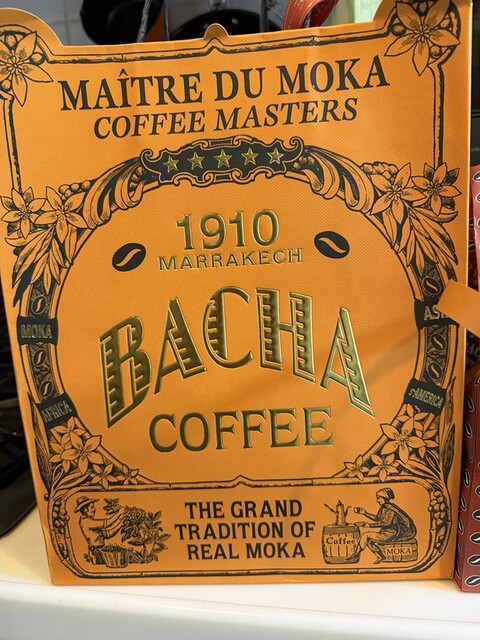 MAÎTRE DU MOKA
COFFEE MASTERS
1910
MARRAKECH
BACHA
COFFEE
MOKA
AFRICA
S.AMERICA
THE GRAND
TRADITION OF
REAL MOKA
Coffee
MOKA